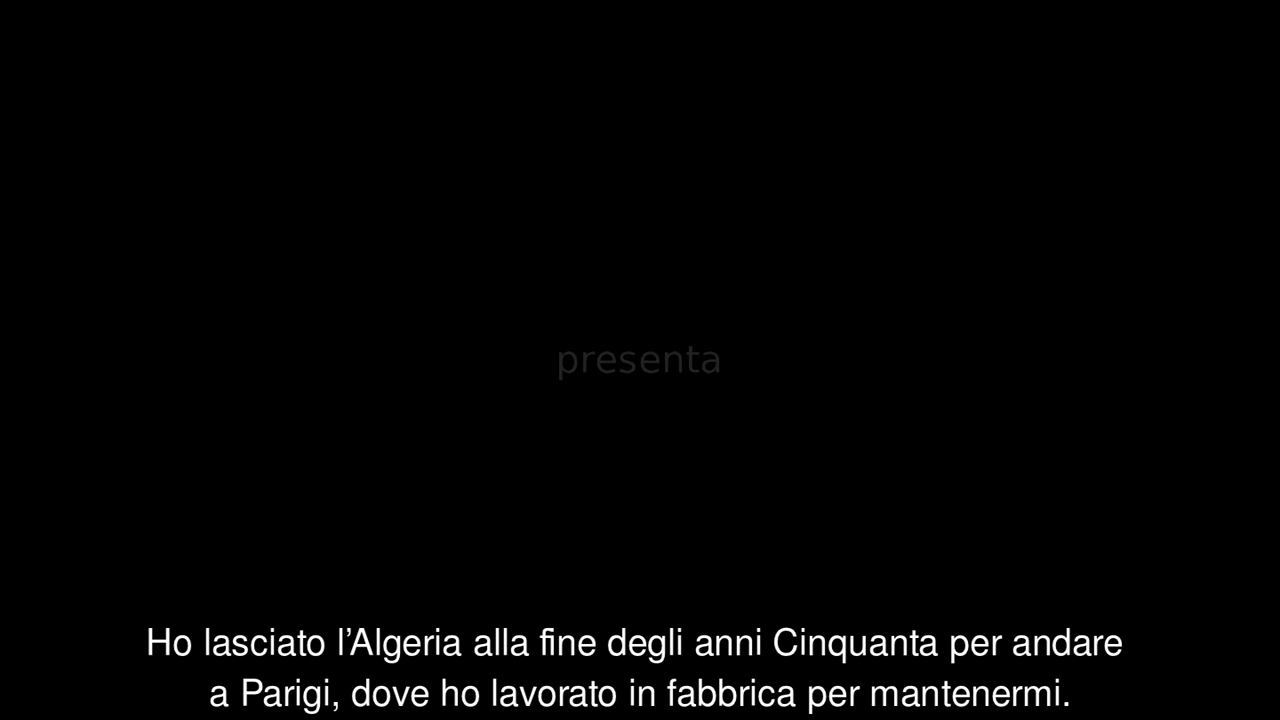 presenta
Ho lasciato l’Algeria alla fine degli anni Cinquanta per andare
a Parigi, dove ho lavorato in fabbrica per mantenermi.